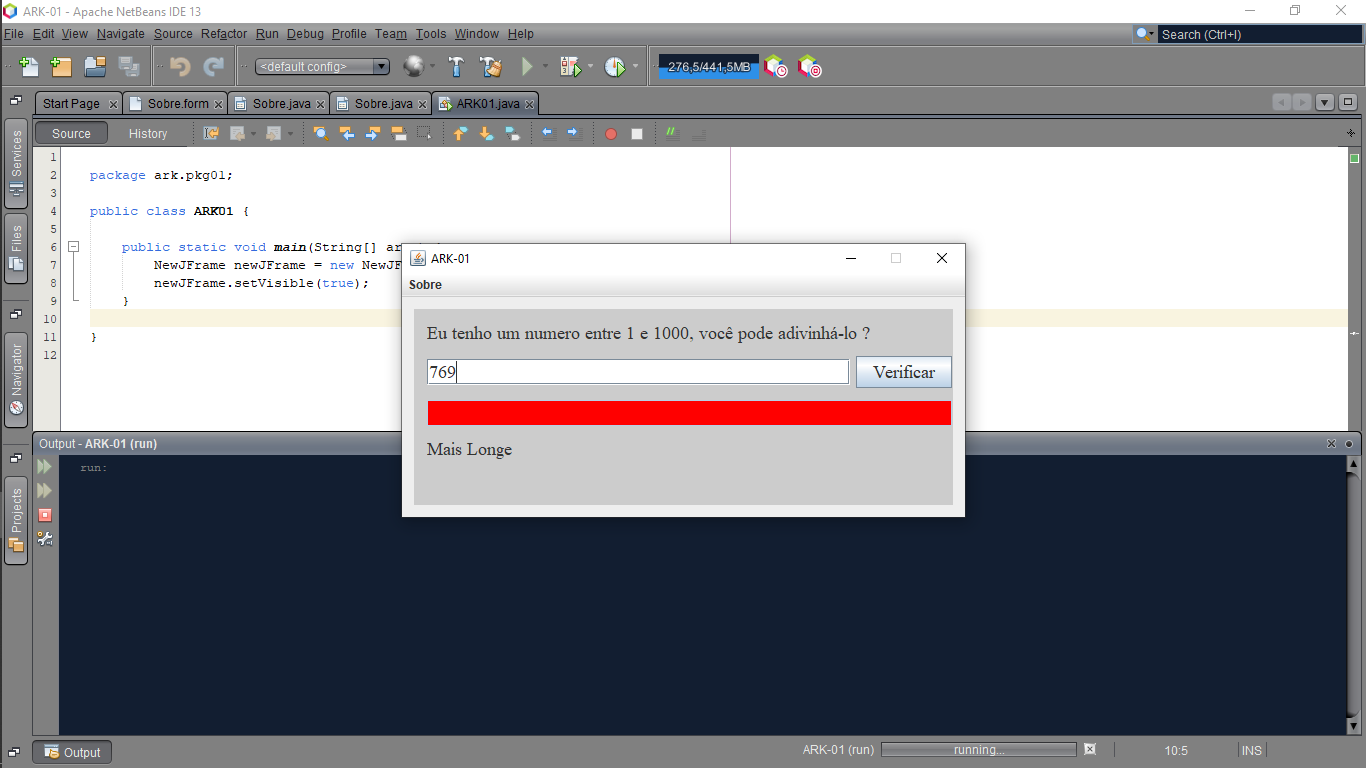 ARK-01 - Apache NetBeans IDE 13
File Edit View Navigate Source Refactor Run Debug Profile Team Tools Window Help
Search (Ctrl+I)
<default config>
276,5/441,5MB
Start Page Sobre.form Sobre.java Sobre.java ARK01.java
Source History
Services
Files
Navigator
Projects
1
2 package ark.pkg01;
3
4 public class ARK01 {
5
6 public static void main(String[] ar
7 NewJFrame newJFrame = new NewJF
8 newJFrame.setVisible(true);
9 }
10
11 }
12
ARK-01
Sobre
Eu tenho um numero entre 1 e 1000, você pode adivinhá-lo ?
769
Verificar
Mais Longe
Output - ARK-01 (run)
run:
Output
ARK-01 (run) running... 10:5 INS